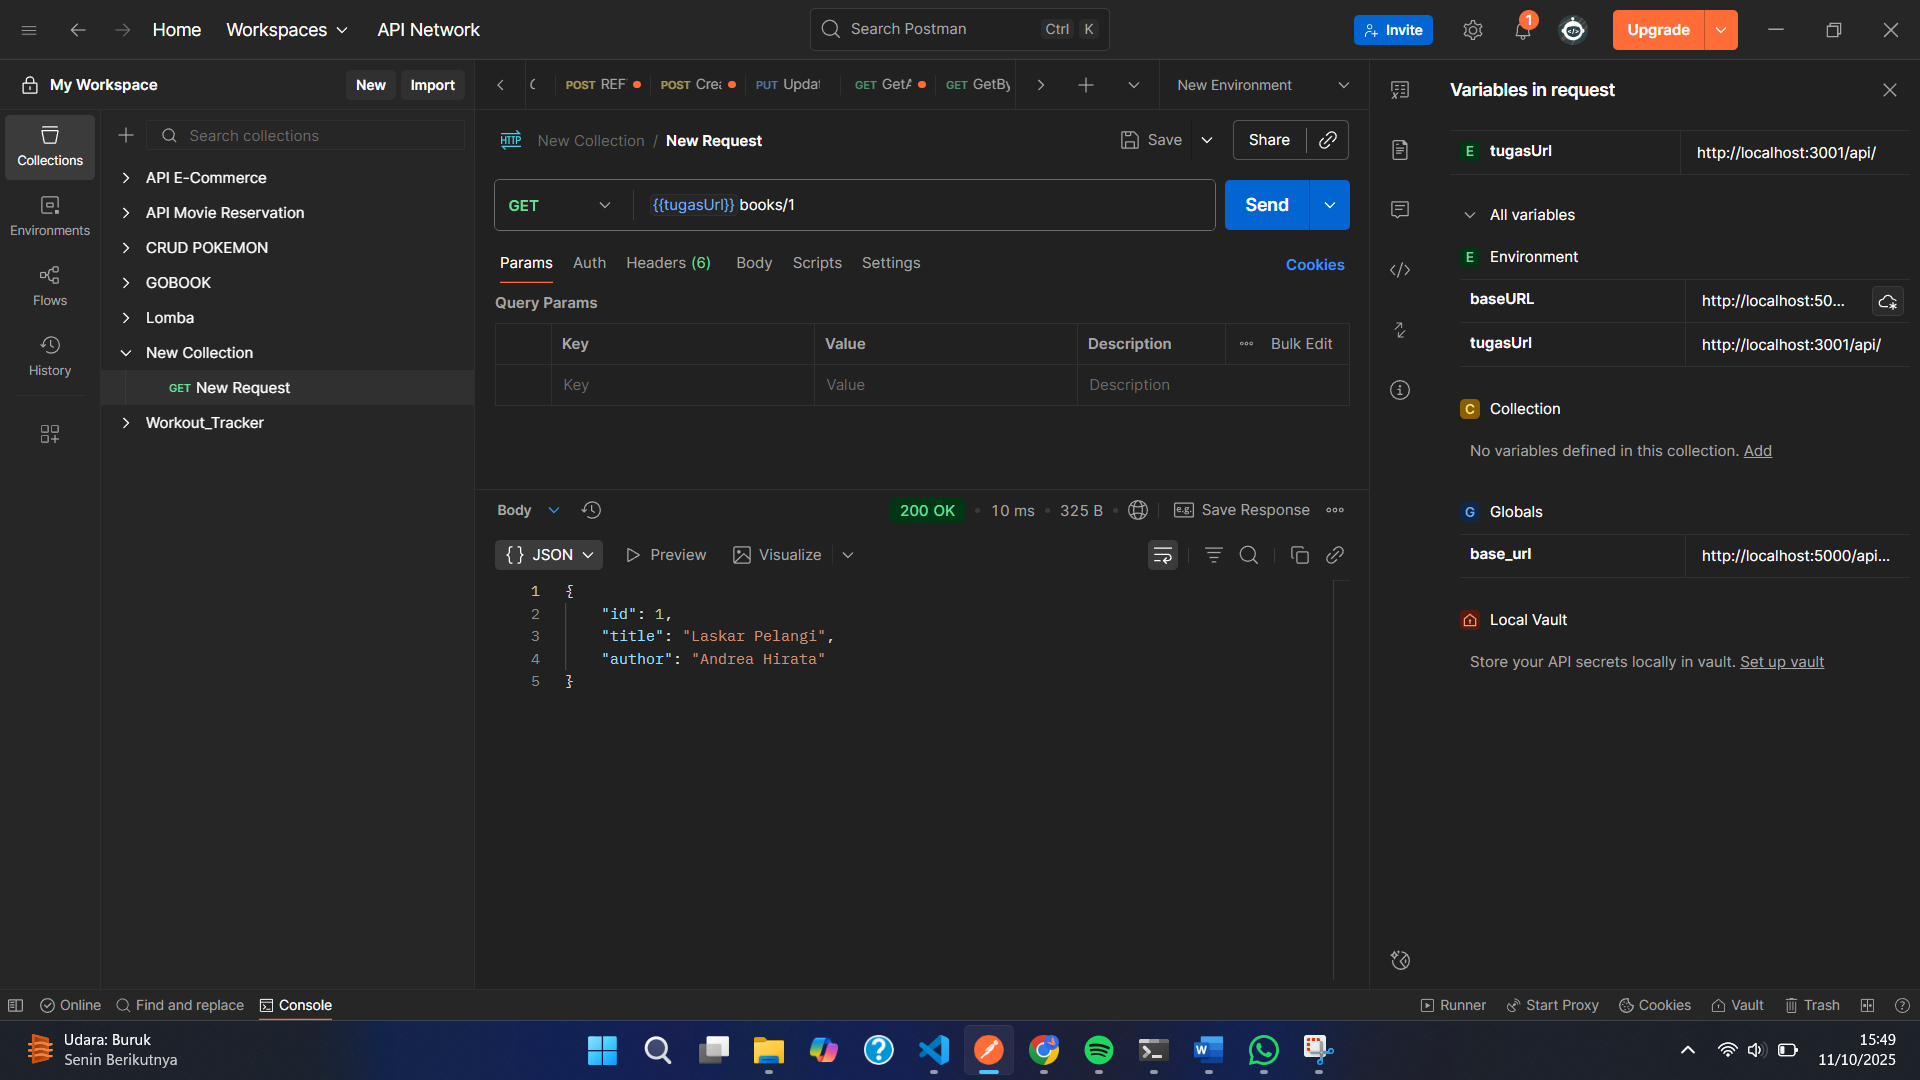 Home
Workspaces
API Network
Search Postman
Ctrl
K
Invite
1
Upgrade
My Workspace
New
Import
POST REF
POST Crea
PUT Updat
GET GetA
GET GetBy
New Environment
Variables in request
Collections
Search collections
HTTP
New Collection / New Request
Save
Share
E tugasUrl
http://localhost:3001/api/
API E-Commerce
API Movie Reservation
CRUD POKEMON
GOBOOK
Lomba
New Collection
GET New Request
Workout_Tracker
Environments
Flows
History
GET
{{tugasUrl}} books/1
Send
Params
Auth
Headers (6)
Body
Scripts
Settings
Cookies
Query Params
Key
Value
Description
Bulk Edit
Key
Value
Description
All variables
E Environment
baseURL
http://localhost:50...
tugasUrl
http://localhost:3001/api/
C Collection
No variables defined in this collection. Add
G Globals
base_url
http://localhost:5000/api...
Local Vault
Store your API secrets locally in vault. Set up vault
Body
200 OK
10 ms
325 B
e.g.
Save Response
{} JSON
Preview
Visualize
1 {
2 "id": 1,
3 "title": "Laskar Pelangi",
4 "author": "Andrea Hirata"
5 }
Online
Find and replace
Console
Runner
Start Proxy
Cookies
Vault
Trash
Udara: Buruk
Senin Berikutnya
15:49
11/10/2025